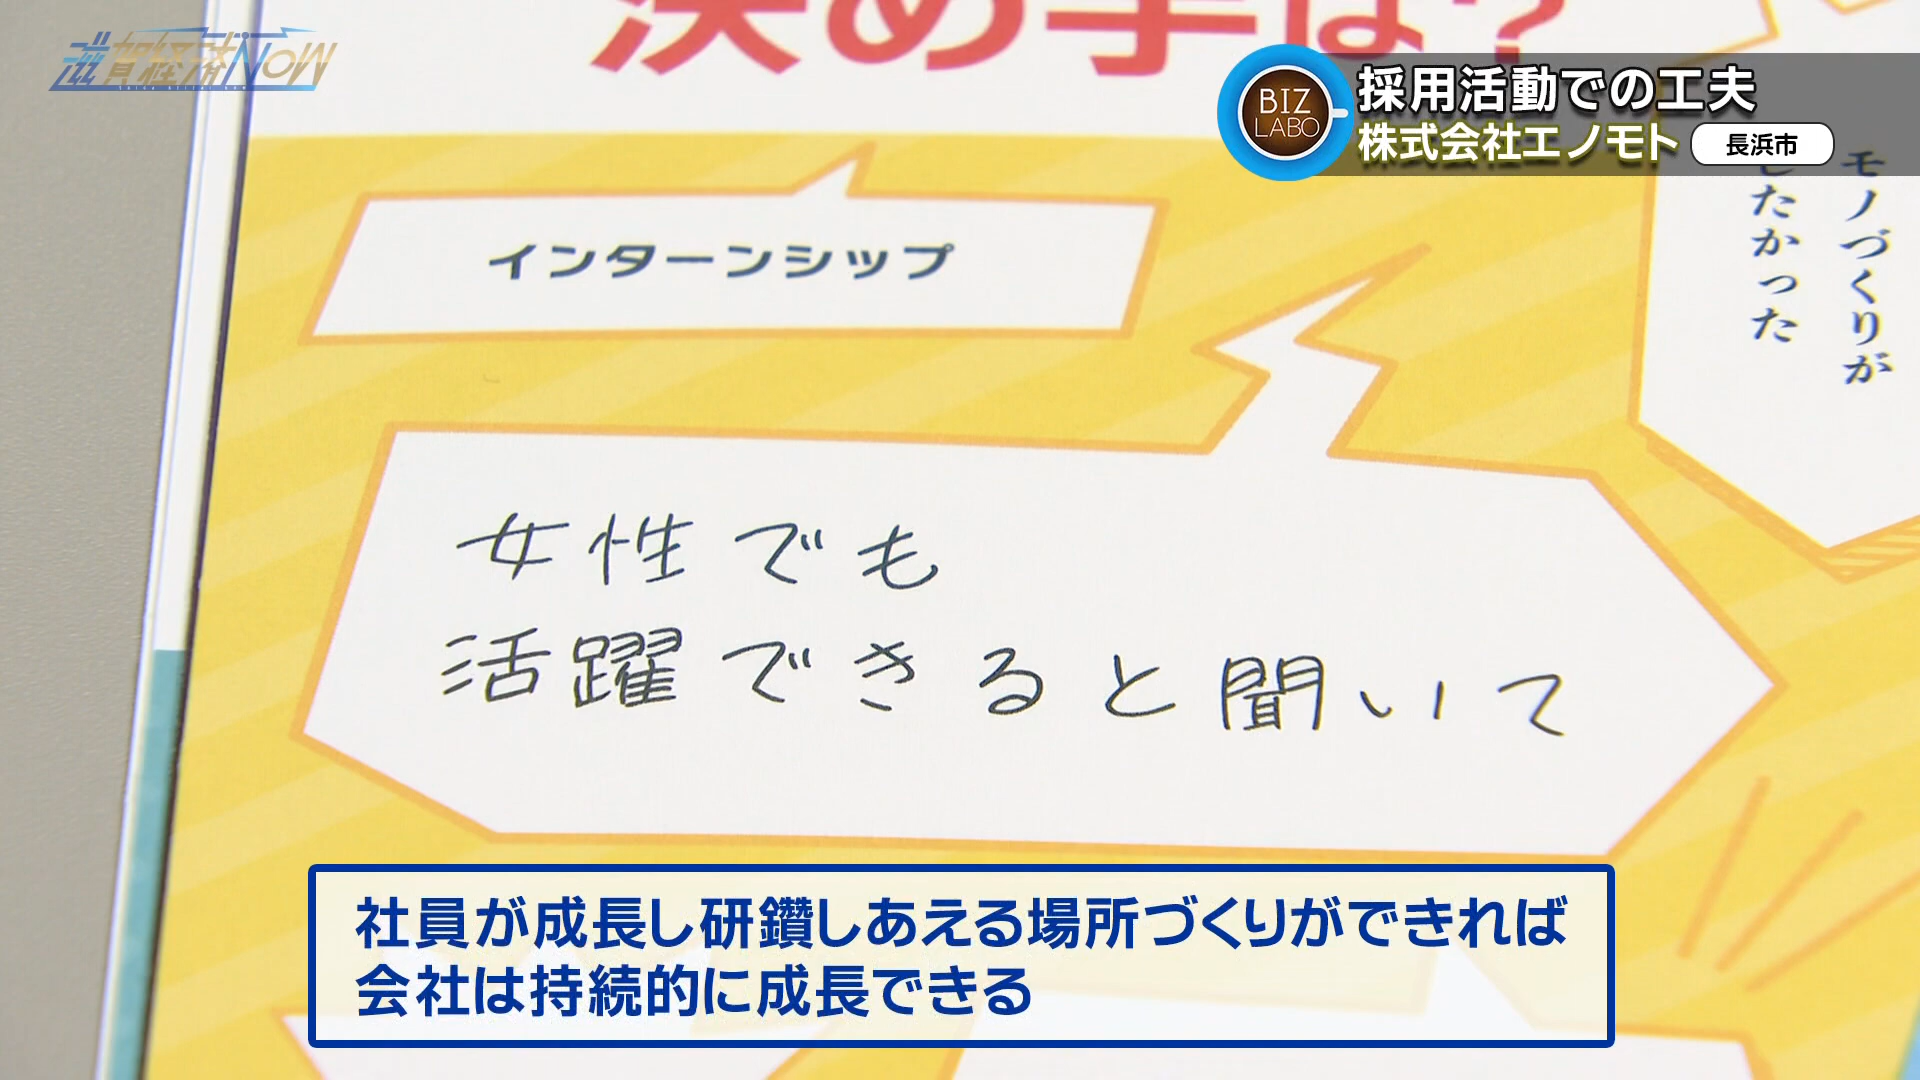 滋賀経済NOW
決め手は?
BIZ
LABO
採用活動での工夫
株式会社エノモト
長浜市
モノづくりが
したかった
インターンシップ
女性でも
活躍できると聞いて
社員が成長し研鑽しあえる場所づくりができれば
会社は持続的に成長できる